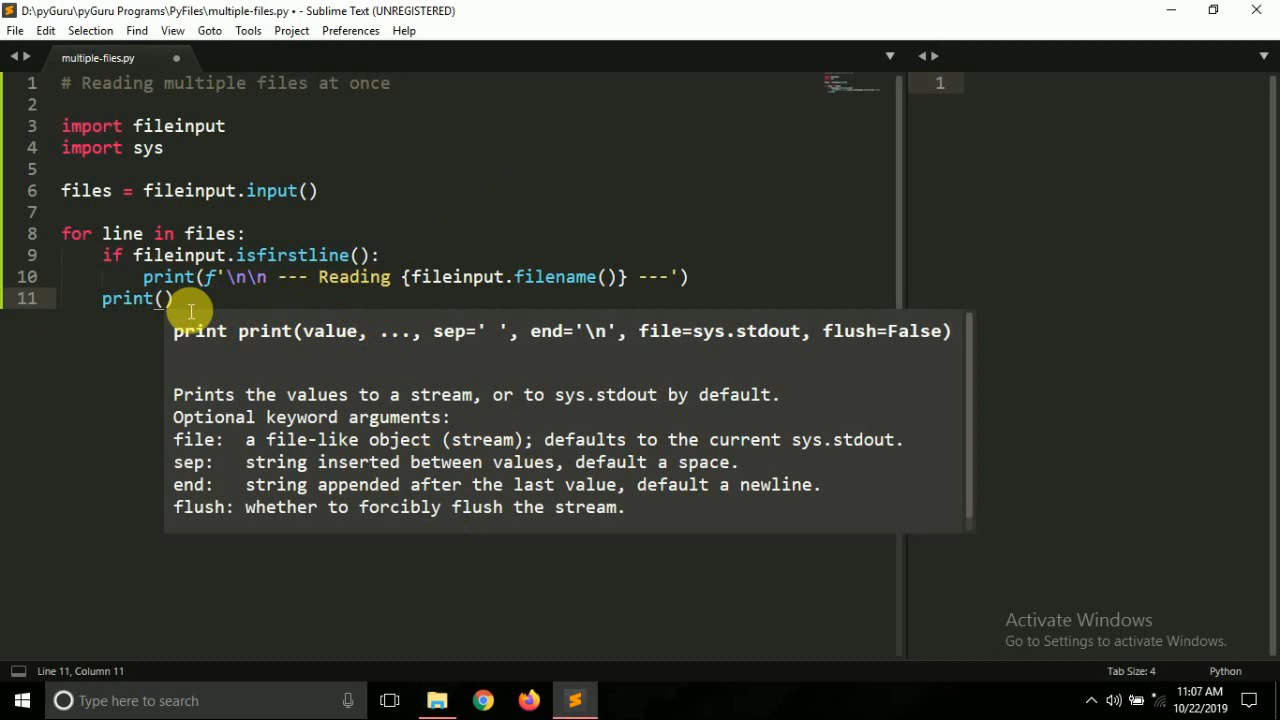 D:\pyGuru\pyGuru Programs\PyFiles\multiple-files.py • - Sublime Text (UNREGISTERED)
File Edit Selection Find View Goto Tools Project Preferences Help
multiple-files.py
1 # Reading multiple files at once
2
3 import fileinput
4 import sys
5
6 files = fileinput.input()
7
8 for line in files:
9 if fileinput.isfirstline():
10 print(f'\n\n --- Reading {fileinput.filename()} ---')
11 print()
1
print print(value, ..., sep=' ', end='\n', file=sys.stdout, flush=False)
Prints the values to a stream, or to sys.stdout by default.
Optional keyword arguments:
file: a file-like object (stream); defaults to the current sys.stdout.
sep: string inserted between values, default a space.
end: string appended after the last value, default a newline.
flush: whether to forcibly flush the stream.
Activate Windows
Go to Settings to activate Windows.
Line 11, Column 11
Tab Size: 4
Python
Type here to search
11:07 AM
10/22/2019